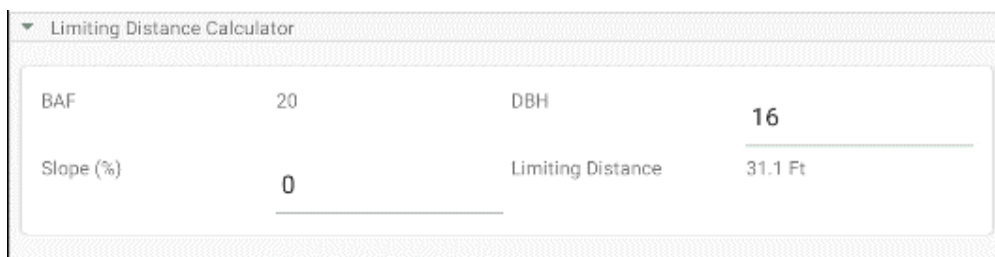 Limiting Distance Calculator
BAF 20 DBH 16
Slope (%) 0 Limiting Distance 31.1 Ft